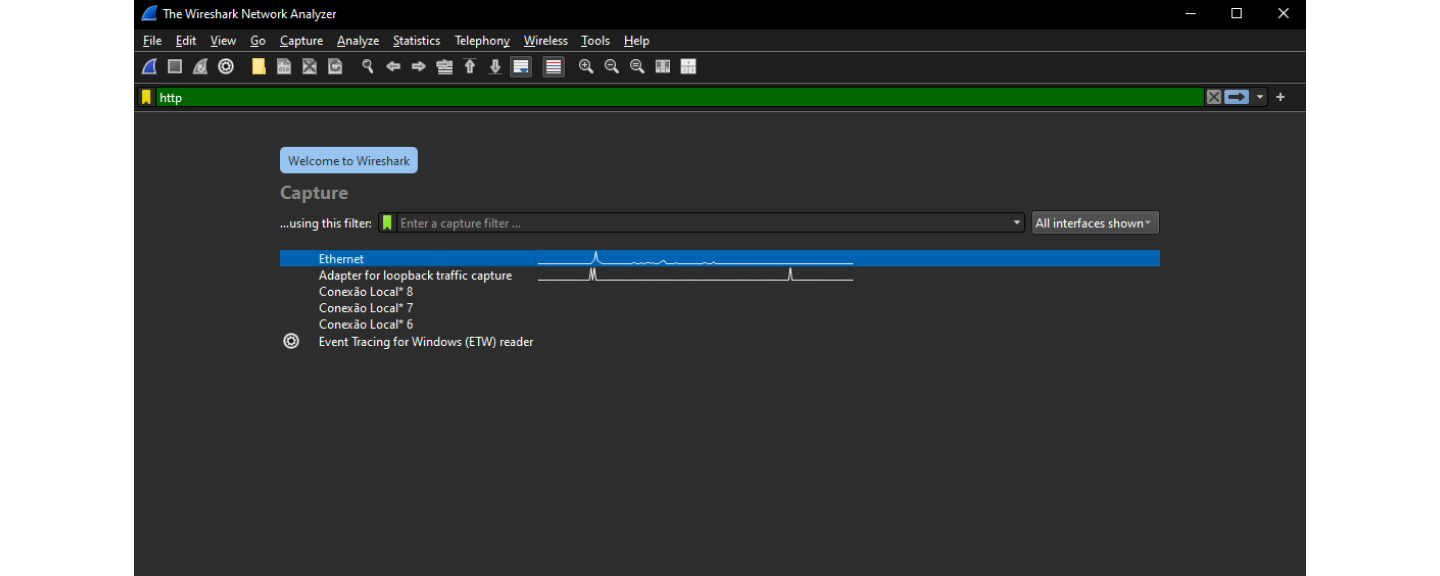 The Wireshark Network Analyzer
File Edit View Go Capture Analyze Statistics Telephony Wireless Tools Help
http
Welcome to Wireshark
Capture
...using this filter: Enter a capture filter ... All interfaces shown
Ethernet
Adapter for loopback traffic capture
Conexão Local* 8
Conexão Local* 7
Conexão Local* 6
Event Tracing for Windows (ETW) reader